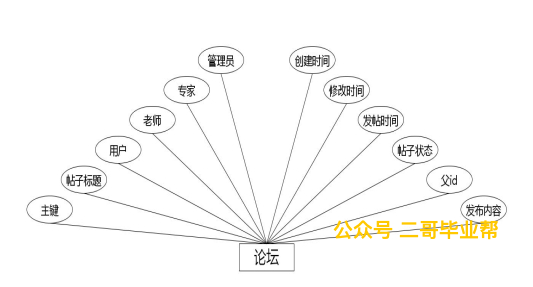 管理员
创建时间
专家
修改时间
老师
发帖时间
用户
帖子状态
帖子标题
父id
主键
发布内容
公众号 二哥毕业帮
论坛